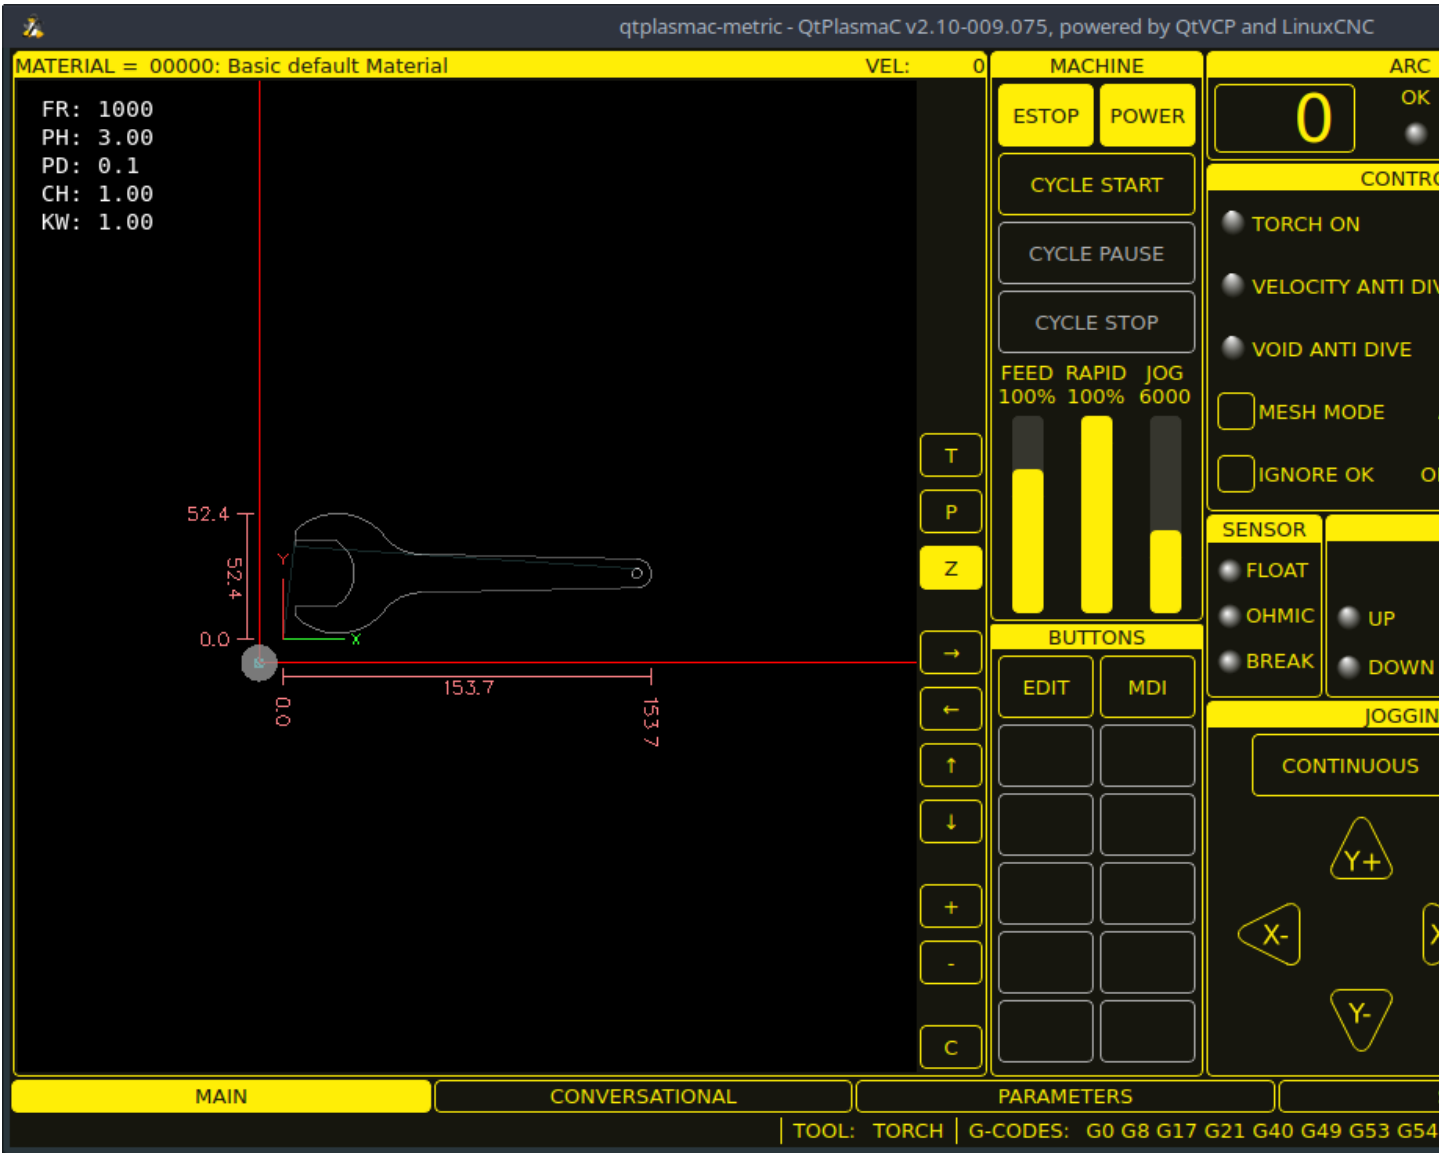 qtplasmac-metric - QtPlasmaC v2.10-009.075, powered by QtVCP and LinuxCNC
MATERIAL = 00000: Basic default Material
VEL: 0
FR: 1000
PH: 3.00
PD: 0.1
CH: 1.00
KW: 1.00
52.4
52.4
0.0
Y
X
153.7
0.0
153.7
T
P
Z
→
←
↑
↓
+
-
C
MACHINE
ESTOP POWER
CYCLE START
CYCLE PAUSE
CYCLE STOP
FEED RAPID JOG
100% 100% 6000
BUTTONS
EDIT MDI
ARC
0 OK
CONTRO
TORCH ON
VELOCITY ANTI DIV
VOID ANTI DIVE
MESH MODE
IGNORE OK
SENSOR
FLOAT
OHMIC
BREAK
UP
DOWN
JOGGIN
CONTINUOUS
Y+
X-
Y-
MAIN CONVERSATIONAL PARAMETERS
TOOL: TORCH G-CODES: G0 G8 G17 G21 G40 G49 G53 G54